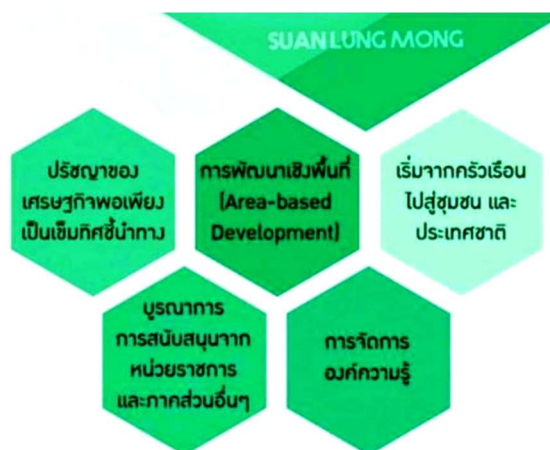 SUAN LUNG MONG
ปรัชญาของ
เศรษฐกิจพอเพียง
เป็นเข็มทิศชี้นำทาง
การพัฒนาเชิงพื้นที่
(Area-based
Development)
เริ่มจากครัวเรือน
ไปสู่ชุมชน และ
ประเทศชาติ
บูรณาการ
การสนับสนุนจาก
หน่วยราชการ
และภาคส่วนอื่นๆ
การจัดการ
องค์ความรู้